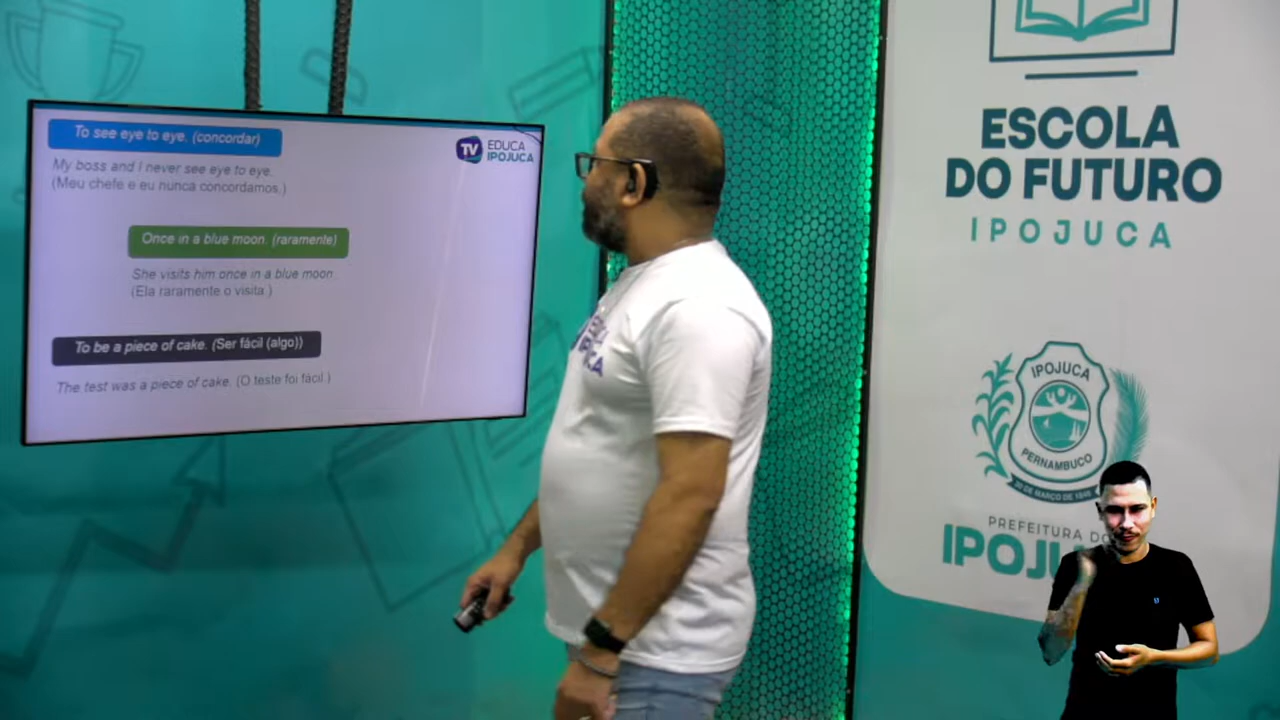 To see eye to eye. (concordar)
My boss and I never see eye to eye.
(Meu chefe e eu nunca concordamos.)
TV EDUCA
IPOJUCA
Once in a blue moon. (raramente)
She visits him once in a blue moon.
(Ela raramente o visita.)
To be a piece of cake. (Ser fácil (algo))
The test was a piece of cake. (O teste foi fácil.)
ESCOLA
DO FUTURO
IPOJUCA
IPOJUCA
PERNAMBUCO
PREFEITURA DO